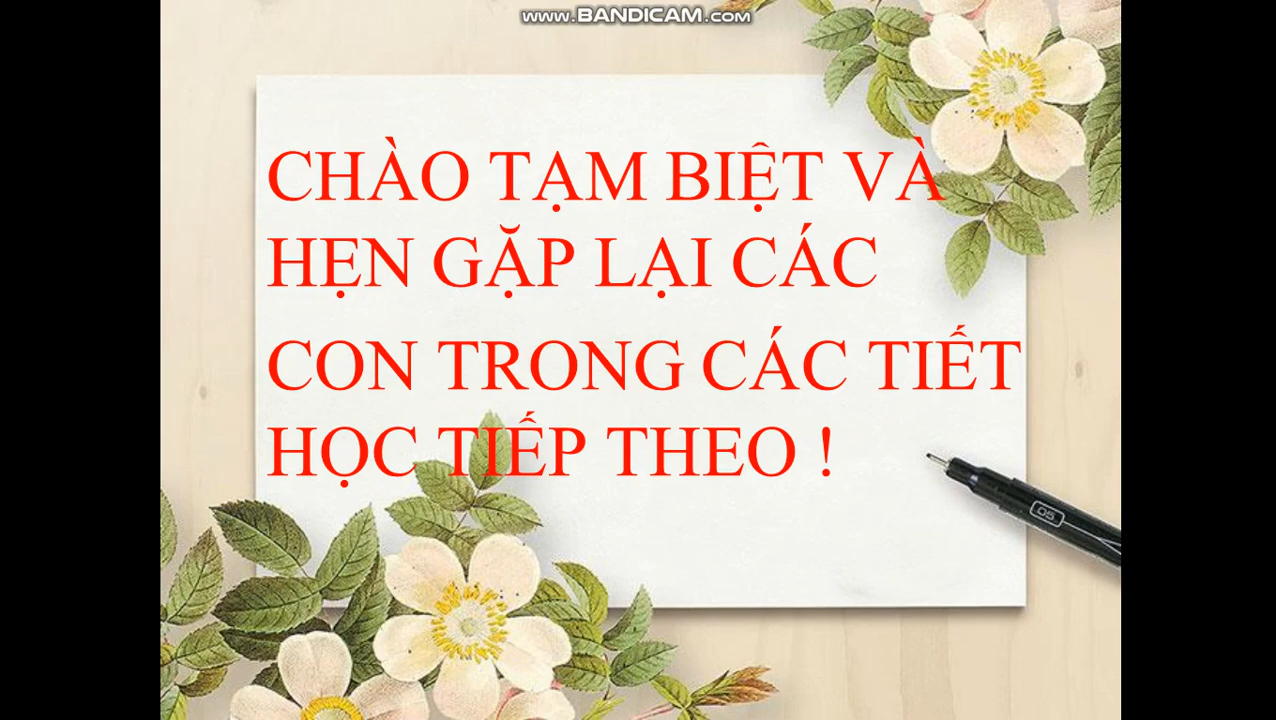 www.BANDICAM.com
CHÀO TẠM BIỆT VÀ
HẸN GẶP LẠI CÁC
CON TRONG CÁC TIẾT
HỌC TIẾP THEO !
05